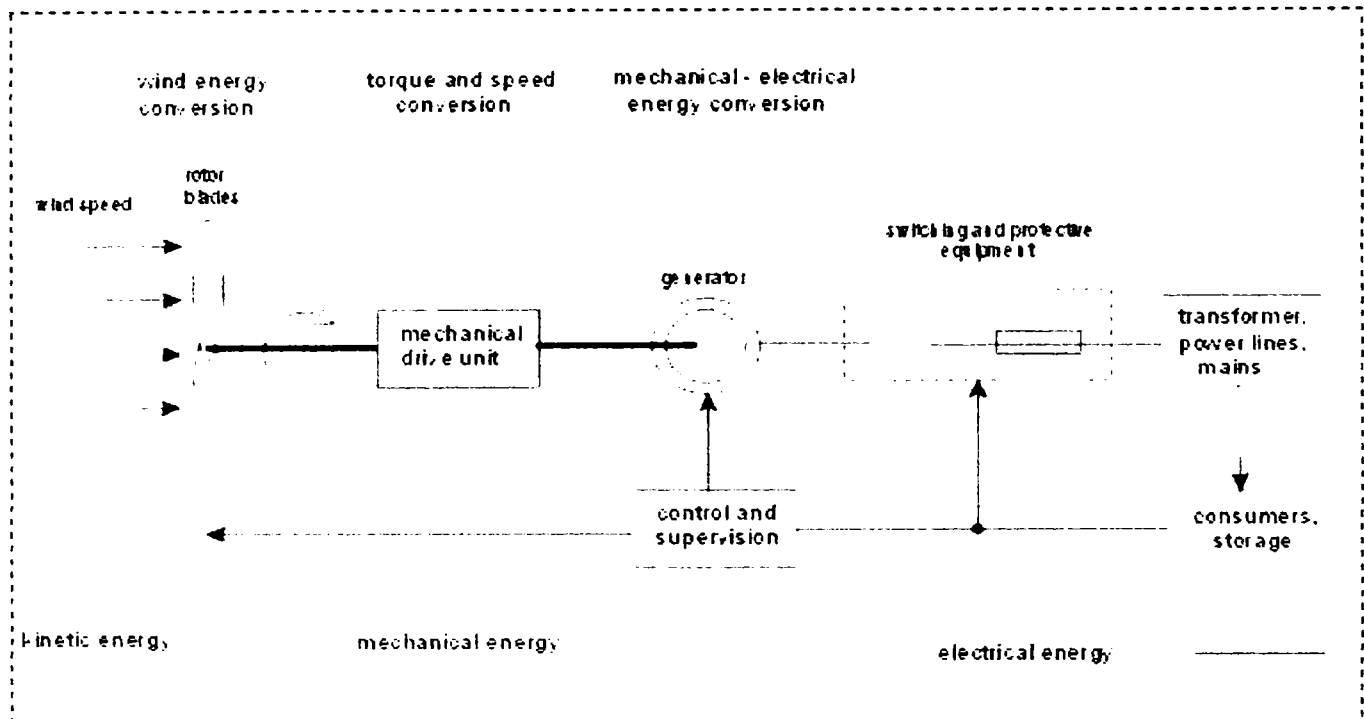 wind energy
conversion
torque and speed
conversion
mechanical - electrical
energy conversion
rotor
blades
wind speed
switching and protective
equipment
generator
mechanical
drive unit
transformer,
power lines,
mains
control and
supervision
consumers,
storage
kinetic energy
mechanical energy
electrical energy